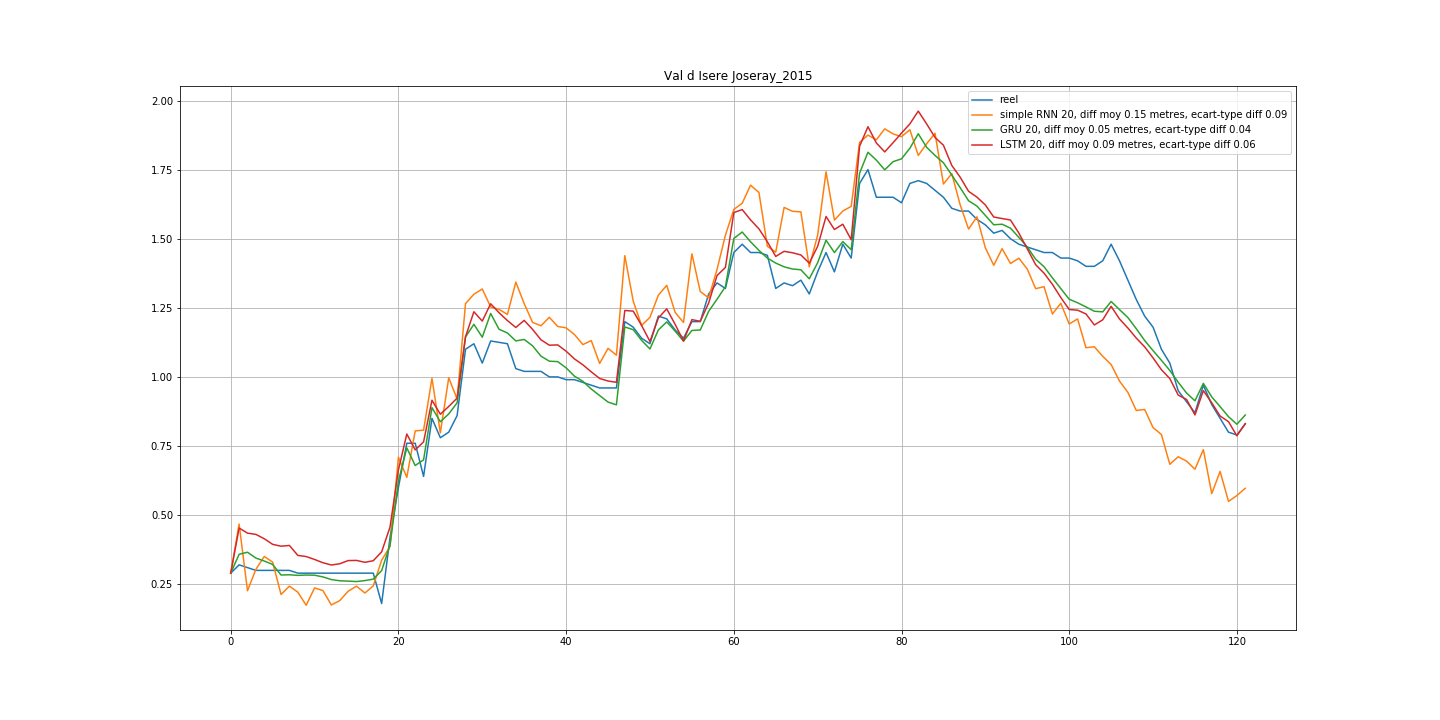 Val d Isere Joseray_2015
reel
simple RNN 20, diff moy 0.15 metres, ecart-type diff 0.09
GRU 20, diff moy 0.05 metres, ecart-type diff 0.04
LSTM 20, diff moy 0.09 metres, ecart-type diff 0.06
2.00
1.75
1.50
1.25
1.00
0.75
0.50
0.25
0 20 40 60 80 100 120